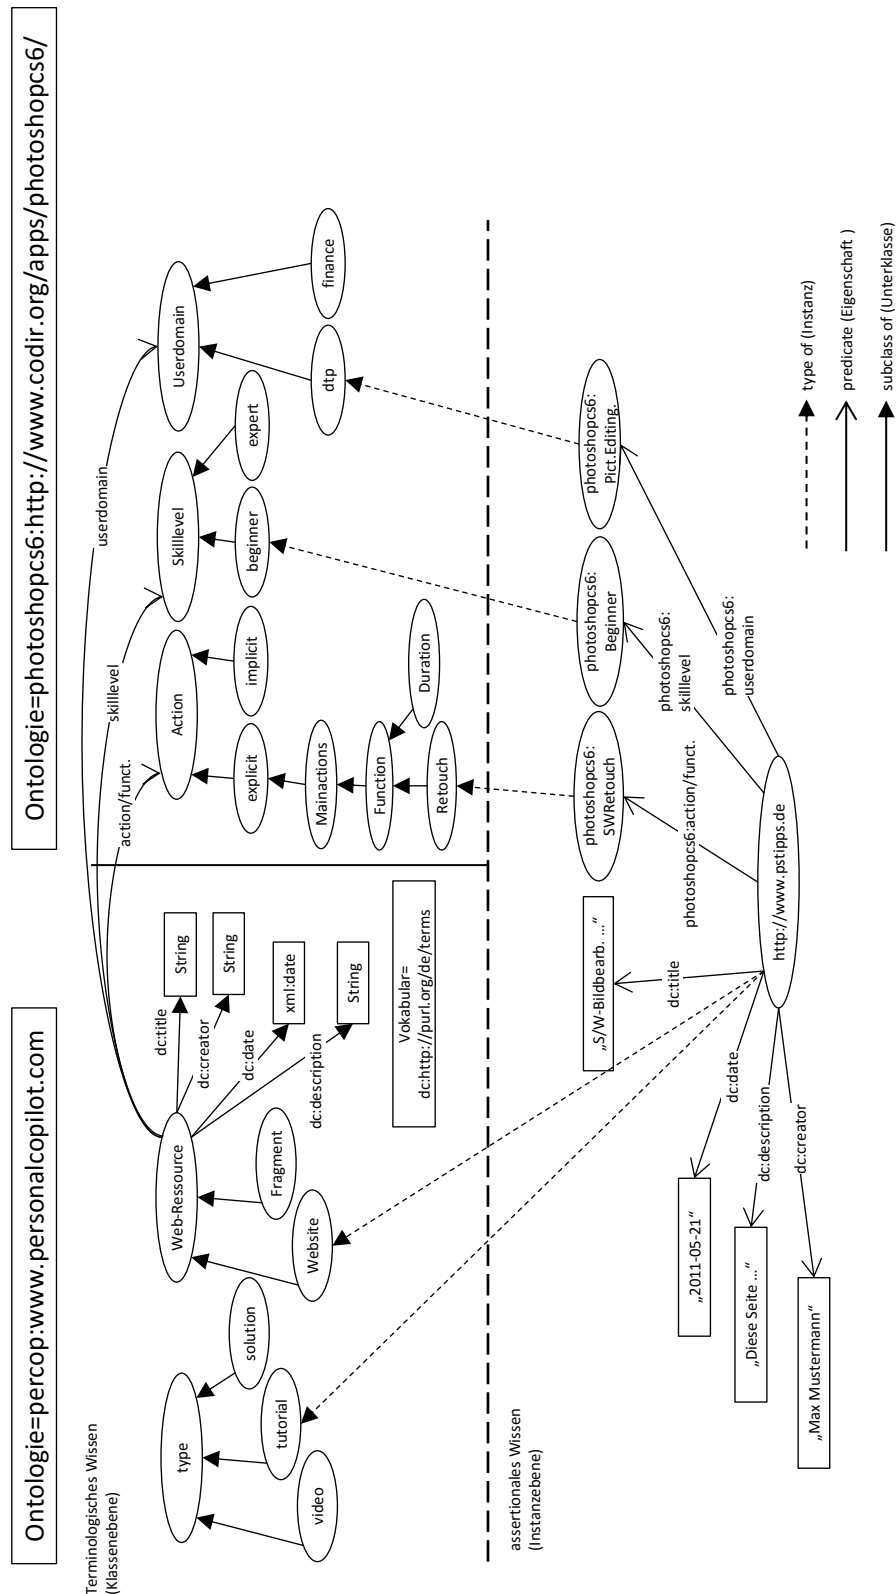 Ontologie=percop:www.personalcopilot.com
Ontologie=photoshopcs6:http://www.codir.org/apps/photoshopcs6/
Terminologisches Wissen
(Klassenebene)
type
video
tutorial
solution
Web-Ressource
Website
Fragment
dc:title
String
dc:creator
String
dc:date
xml:date
dc:description
String
Vokabular=
dc:http://purl.org/de/terms
action/funct.
skilllevel
userdomain
Action
explicit
implicit
Mainactions
Function
Retouch
Duration
Skilllevel
beginner
expert
Userdomain
dtp
finance
assertionales Wissen
(Instanzebene)
photoshopcs6:
SWRetouch
photoshopcs6:
Beginner
photoshopcs6:
Pict.Editing.
„S/W-Bildbearb. ...“
dc:title
photoshopcs6:action/funct.
photoshopcs6:
skilllevel
photoshopcs6:
userdomain
„2011-05-21“
dc:date
„Diese Seite ...“
dc:description
„Max Mustermann“
dc:creator
http://www.pstipps.de
type of (Instanz)
predicate (Eigenschaft )
subclass of (Unterklasse)